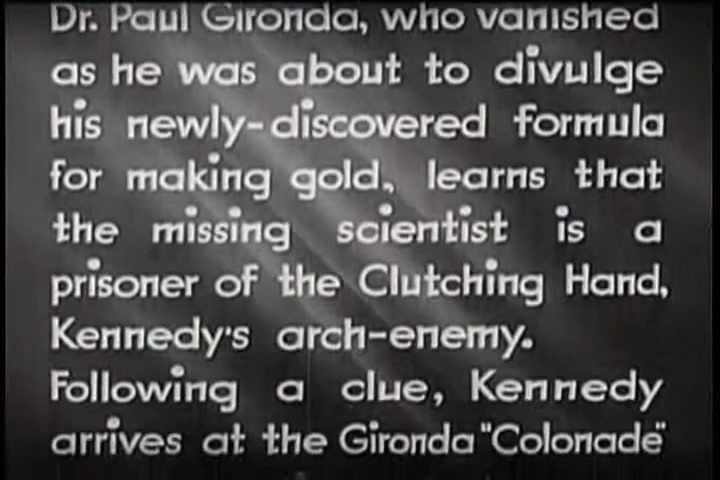 Dr. Paul Gironda, who vanished
as he was about to divulge
his newly-discovered formula
for making gold, learns that
the missing scientist is a
prisoner of the Clutching Hand,
Kennedy's arch-enemy.
Following a clue, Kennedy
arrives at the Gironda "Colonade"